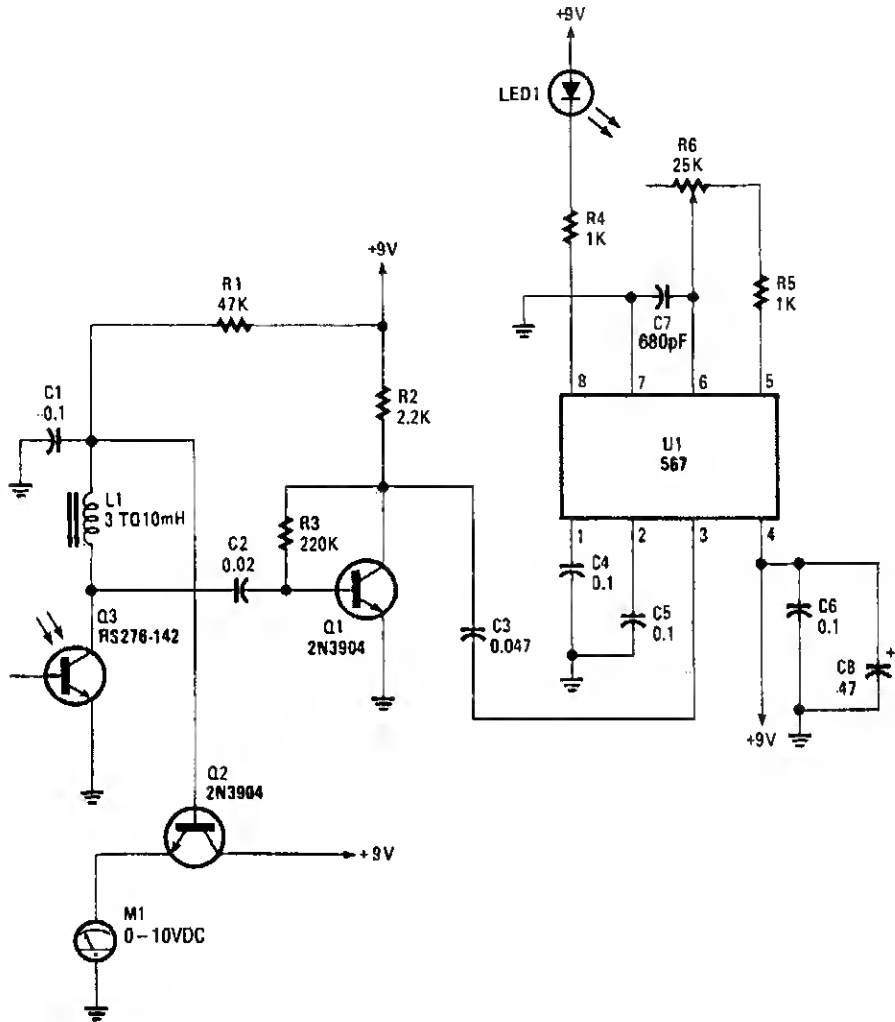 +9V
LED1
R6
25K
R4
1K
+9V
R1
47K
R5
1K
C7
680pF
R2
2.2K
8
7
6
5
C1
0.1
U1
567
L1
3 TO 10mH
R3
220K
1
2
3
4
C2
0.02
C4
0.1
Q3
RS276-142
Q1
2N3904
C3
0.047
C5
0.1
C6
0.1
+
C8
.47
+9V
Q2
2N3904
+9V
M1
0-10VDC